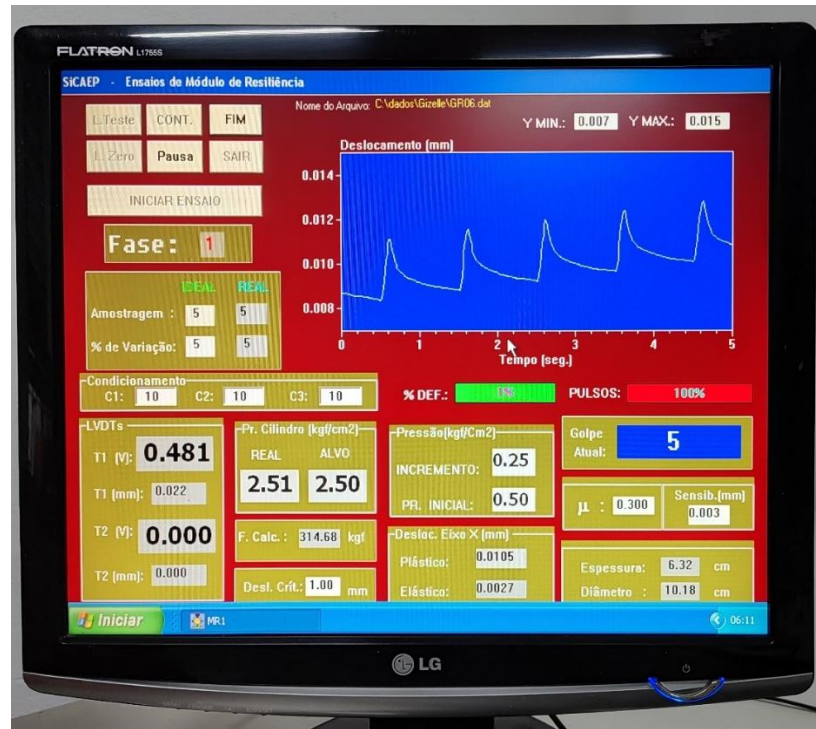 FLATRON L1755S
SiCAEP - Ensaios de Módulo de Resiliência
L.Teste CONT. FIM
L. Zero Pausa SAIR
INICIAR ENSAIO
Fase: 1
Nome do Arquivo: C:\dados\Gizelle\GR06.dat
Y MIN.: 0.007 Y MAX.: 0.015
Deslocamento (mm)
0.014
0.012
0.010
0.008
0 1 2 3 4 5
Tempo (seg.)
IDEAL REAL
Amostragem : 5 5
% de Variação: 5 5
Condicionamento
C1: 10 C2: 10 C3: 10
% DEF.: 1% PULSOS: 100%
LVDTs
T1 (V): 0.481
T1 (mm): 0.022
T2 (V): 0.000
T2 (mm): 0.000
Pr. Cilindro (kgf/cm2)
REAL ALVO
2.51 2.50
F. Calc. : 314.68 kgf
Desl. Crít.: 1.00 mm
Pressão(kgf/Cm2)
INCREMENTO: 0.25
PR. INICIAL: 0.50
Desloc. Eixo X (mm)
Plástico: 0.0105
Elástico: 0.0027
Golpe Atual: 5
μ : 0.300
Sensib.(mm)
0.003
Espessura: 6.32 cm
Diâmetro : 10.18 cm
Iniciar MR1 06:11
LG